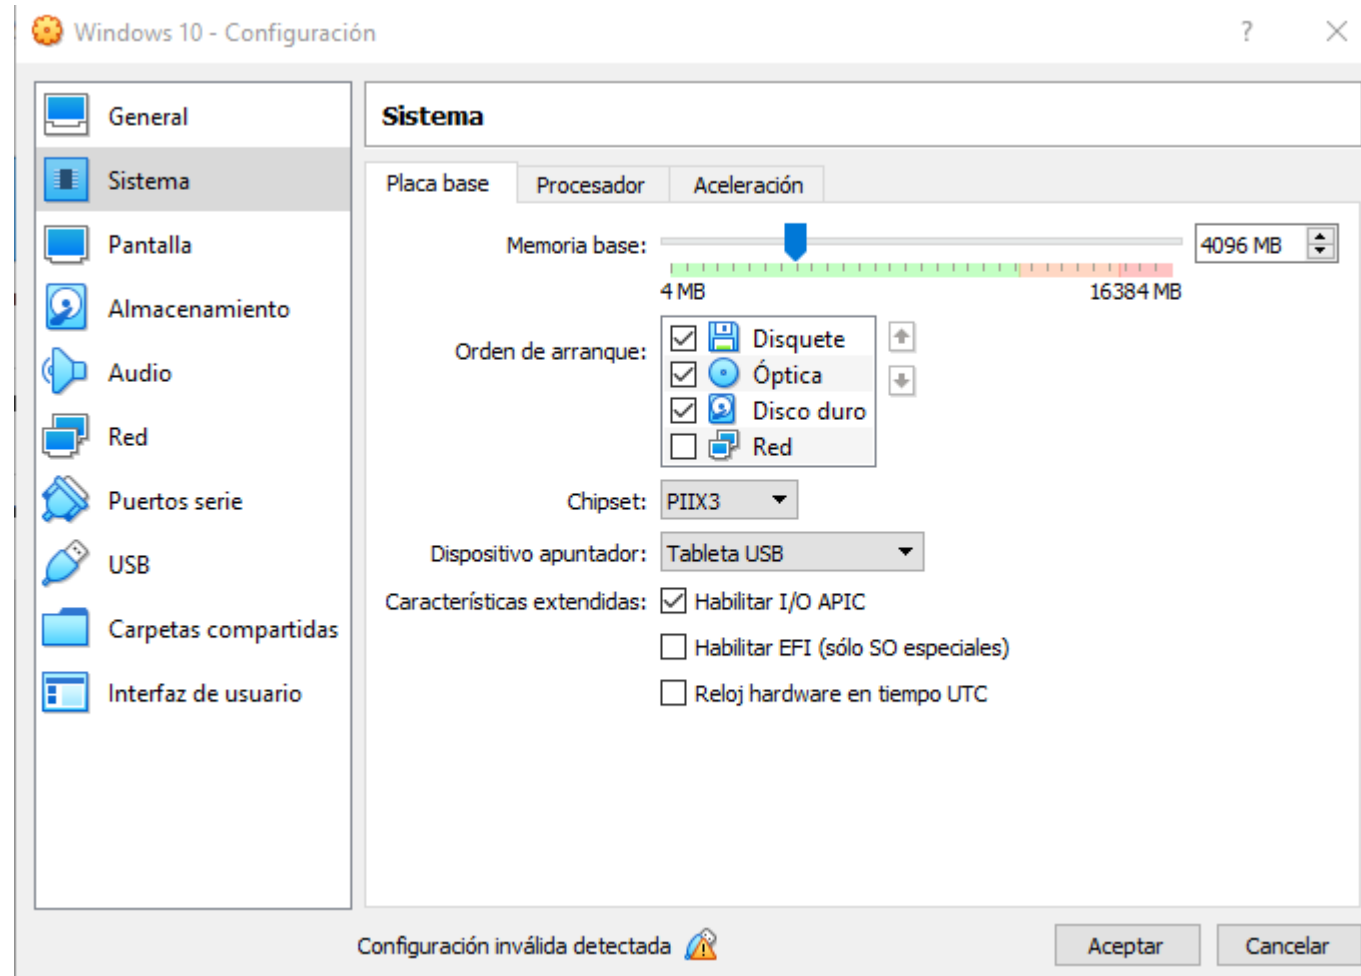 Windows 10 - Configuración
?
General
Sistema
Pantalla
Almacenamiento
Audio
Red
Puertos serie
USB
Carpetas compartidas
Interfaz de usuario
Sistema
Placa base Procesador Aceleración
Memoria base: 4096 MB
4 MB 16384 MB
Orden de arranque: Disquete
Óptica
Disco duro
Red
Chipset: PIIX3
Dispositivo apuntador: Tableta USB
Características extendidas: Habilitar I/O APIC
Habilitar EFI (sólo SO especiales)
Reloj hardware en tiempo UTC
Configuración inválida detectada Aceptar Cancelar